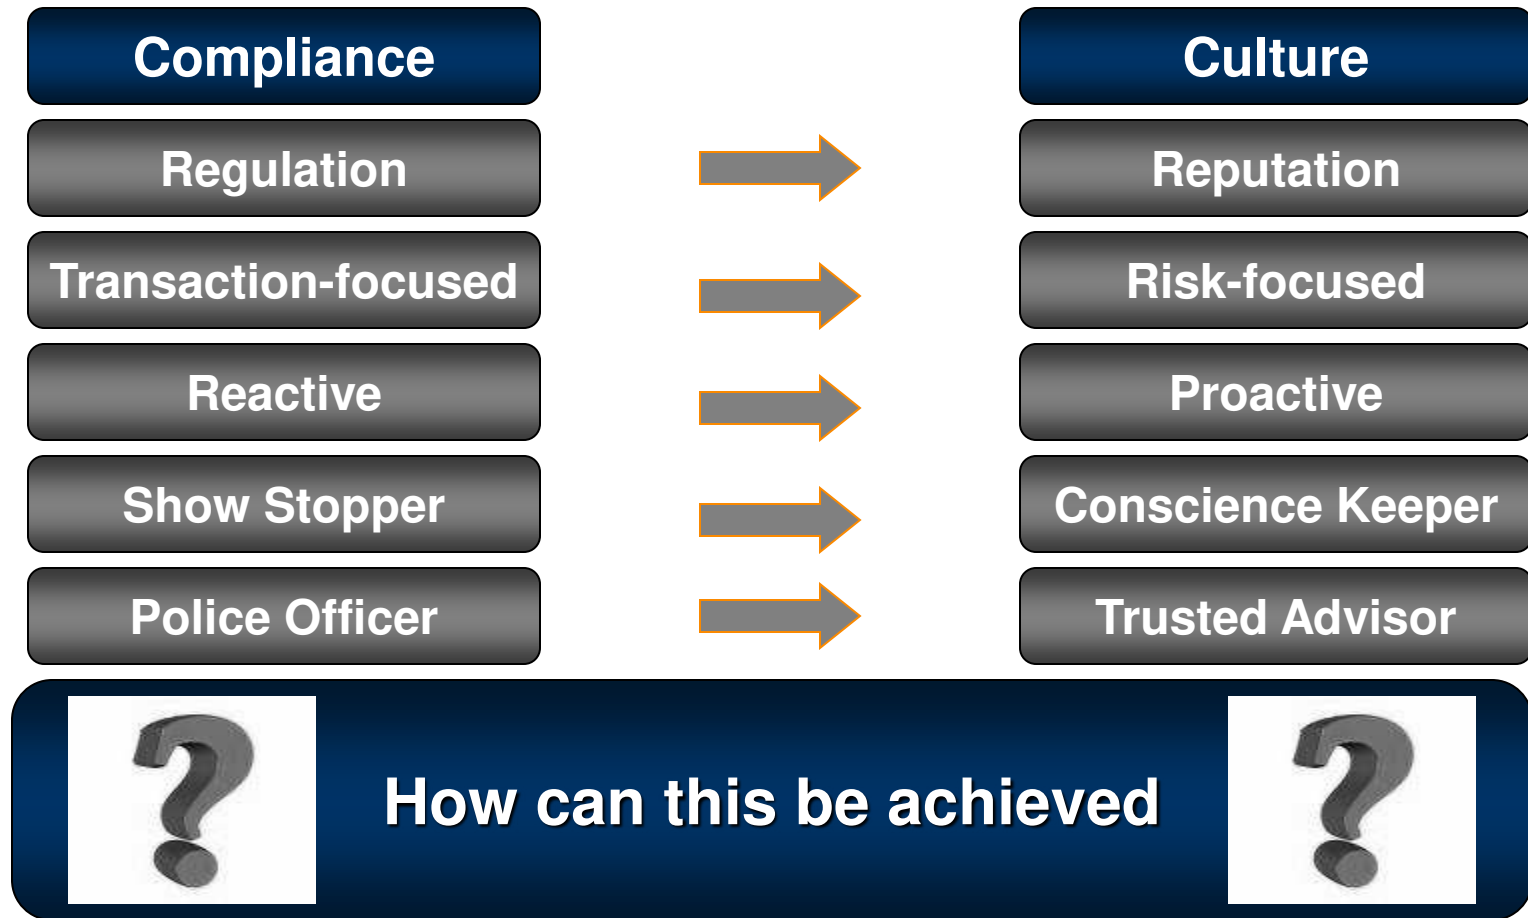 Compliance
Culture
Regulation
Reputation
Transaction-focused
Risk-focused
Reactive
Proactive
Show Stopper
Conscience Keeper
Police Officer
Trusted Advisor
How can this be achieved